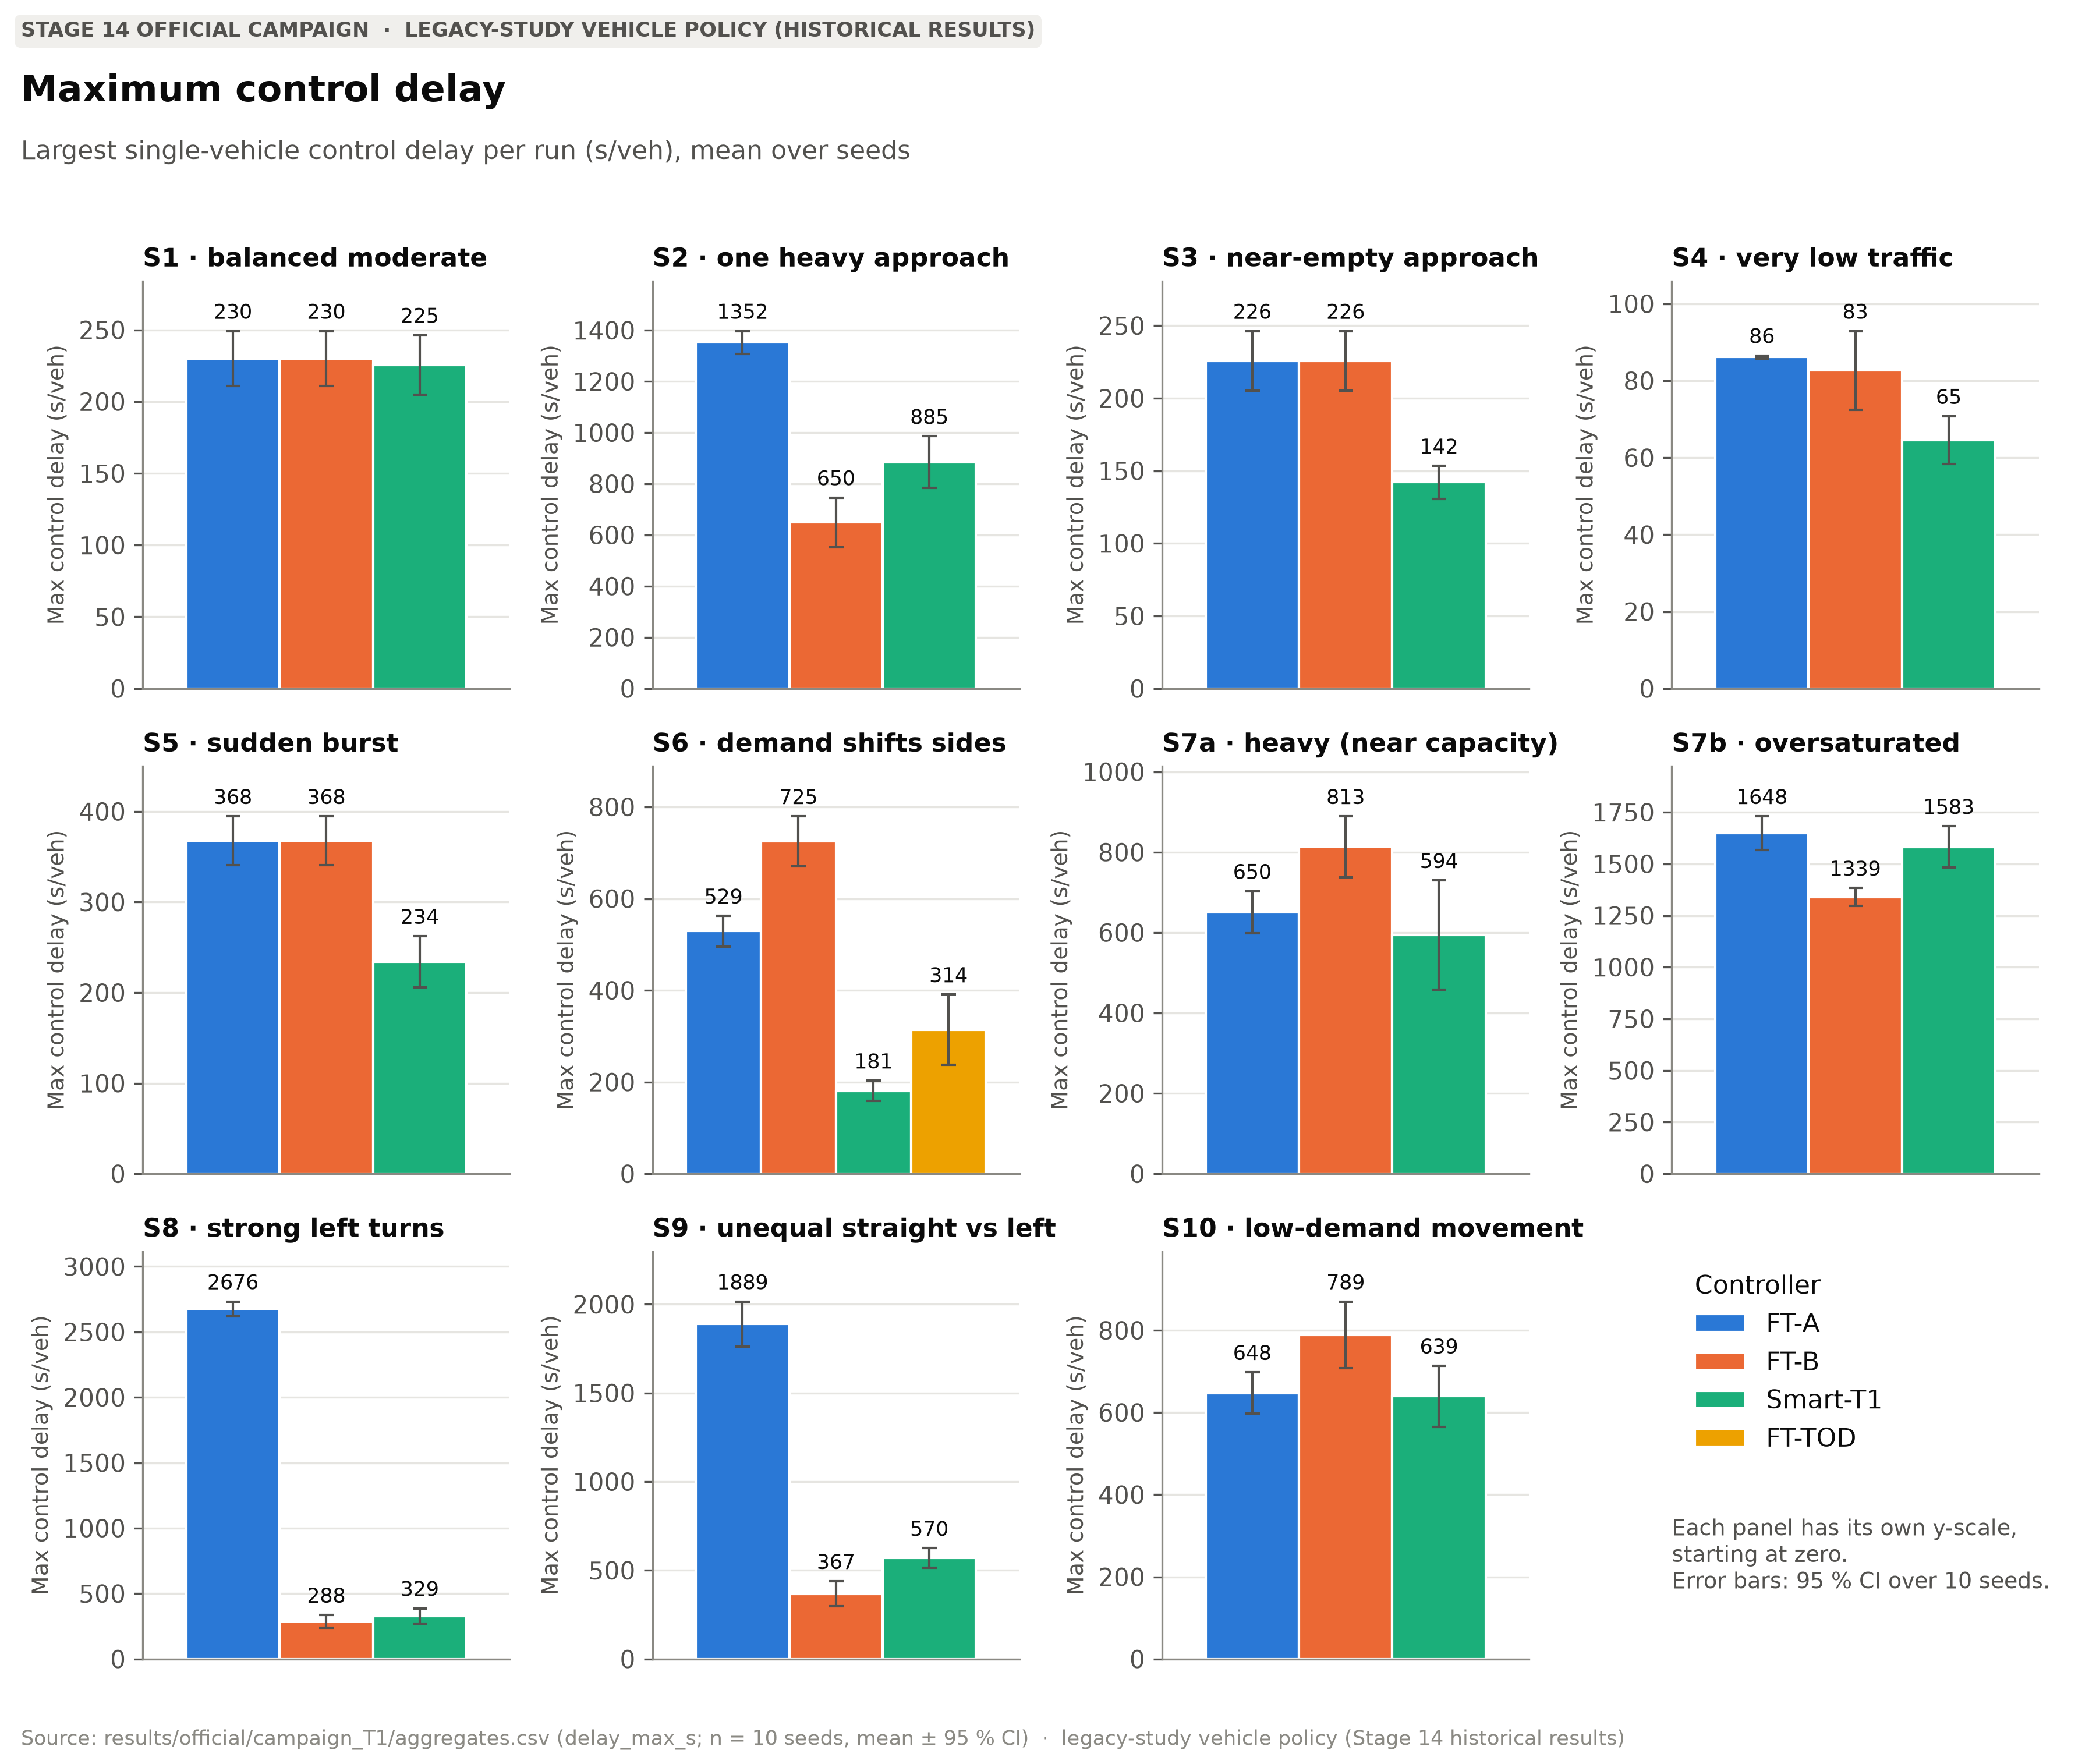 STAGE 14 OFFICIAL CAMPAIGN · LEGACY-STUDY VEHICLE POLICY (HISTORICAL RESULTS)
Maximum control delay
Largest single-vehicle control delay per run (s/veh), mean over seeds
S1 · balanced moderate
Max control delay (s/veh)
250
200
150
100
50
0
230
230
225
S2 · one heavy approach
Max control delay (s/veh)
1400
1200
1000
800
600
400
200
0
1352
650
885
S3 · near-empty approach
Max control delay (s/veh)
250
200
150
100
50
0
226
226
142
S4 · very low traffic
Max control delay (s/veh)
100
80
60
40
20
0
86
83
65
S5 · sudden burst
Max control delay (s/veh)
400
300
200
100
0
368
368
234
S6 · demand shifts sides
Max control delay (s/veh)
800
600
400
200
0
529
725
181
314
S7a · heavy (near capacity)
Max control delay (s/veh)
1000
800
600
400
200
0
650
813
594
S7b · oversaturated
Max control delay (s/veh)
1750
1500
1250
1000
750
500
250
0
1648
1339
1583
S8 · strong left turns
Max control delay (s/veh)
3000
2500
2000
1500
1000
500
0
2676
288
329
S9 · unequal straight vs left
Max control delay (s/veh)
2000
1500
1000
500
0
1889
367
570
S10 · low-demand movement
Max control delay (s/veh)
800
600
400
200
0
648
789
639
Controller
FT-A
FT-B
Smart-T1
FT-TOD
Each panel has its own y-scale,
starting at zero.
Error bars: 95 % CI over 10 seeds.
Source: results/official/campaign_T1/aggregates.csv (delay_max_s; n = 10 seeds, mean ± 95 % CI) · legacy-study vehicle policy (Stage 14 historical results)